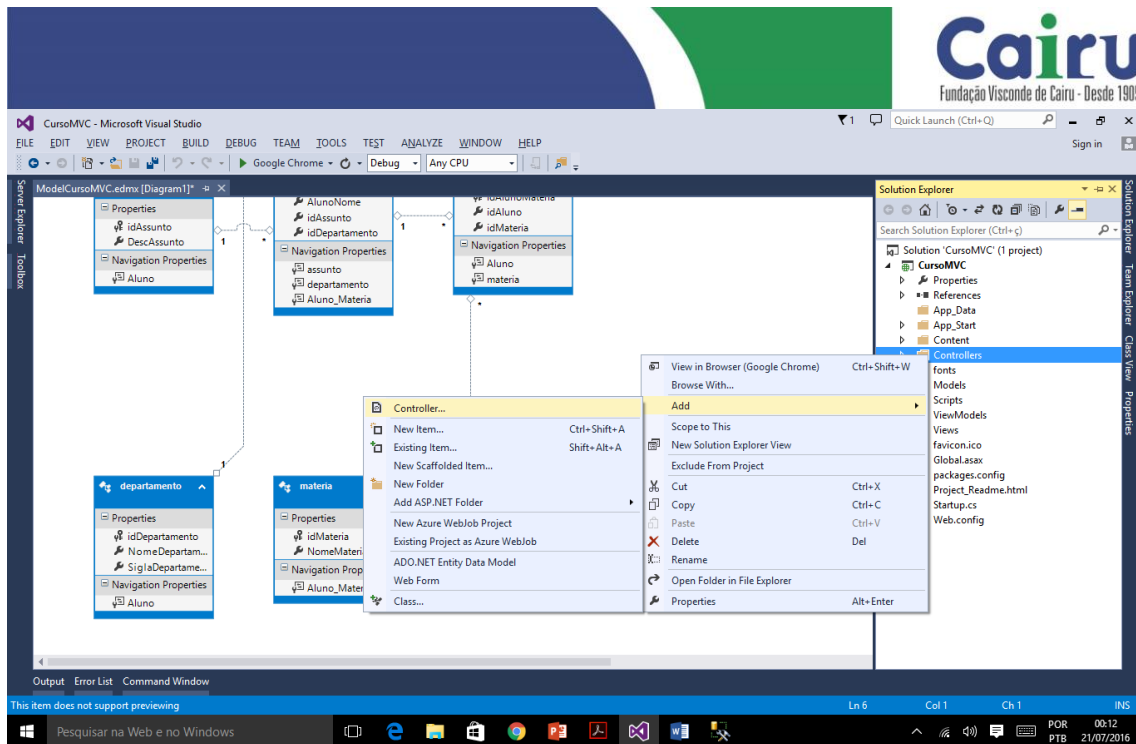 Cairu
Fundação Visconde de Cairu - Desde 1905
CursoMVC - Microsoft Visual Studio
1
Quick Launch (Ctrl+Q)
FILE EDIT VIEW PROJECT BUILD DEBUG TEAM TOOLS TEST ANALYZE WINDOW HELP
Sign in
Google Chrome
Debug
Any CPU
Server Explorer
Toolbox
ModelCursoMVC.edmx [Diagram1]*
Properties
idAssunto
DescAssunto
Navigation Properties
Aluno
1
*
AlunoNome
idAssunto
idDepartamento
Navigation Properties
assunto
departamento
Aluno_Materia
1
*
idAlunoMateria
idAluno
idMateria
Navigation Properties
Aluno
materia
*
1
departamento
Properties
idDepartamento
NomeDepartam...
SiglaDepartame...
Navigation Properties
Aluno
materia
Properties
idMateria
NomeMateri
Navigation Prop
Aluno_Mater
Controller...
New Item... Ctrl+Shift+A
Existing Item... Shift+Alt+A
New Scaffolded Item...
New Folder
Add ASP.NET Folder
New Azure WebJob Project
Existing Project as Azure WebJob
ADO.NET Entity Data Model
Web Form
Class...
View in Browser (Google Chrome) Ctrl+Shift+W
Browse With...
Add
Scope to This
New Solution Explorer View
Exclude From Project
Cut Ctrl+X
Copy Ctrl+C
Paste Ctrl+V
Delete Del
Rename
Open Folder in File Explorer
Properties Alt+Enter
Solution Explorer
Search Solution Explorer (Ctrl+ç)
Solution 'CursoMVC' (1 project)
CursoMVC
Properties
References
App_Data
App_Start
Content
Controllers
fonts
Models
Scripts
ViewModels
Views
favicon.ico
Global.asax
packages.config
Project_Readme.html
Startup.cs
Web.config
Solution Explorer
Team Explorer
Class View
Properties
Output Error List Command Window
This item does not support previewing
Ln 6 Col 1 Ch 1 INS
Pesquisar na Web e no Windows
POR
PTB
00:12
21/07/2016